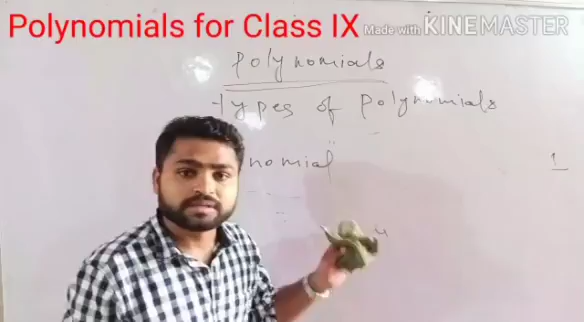 Polynomials for Class IX
Made with KINEMASTER
Polynomials
Types of Polynomials
nomial
1